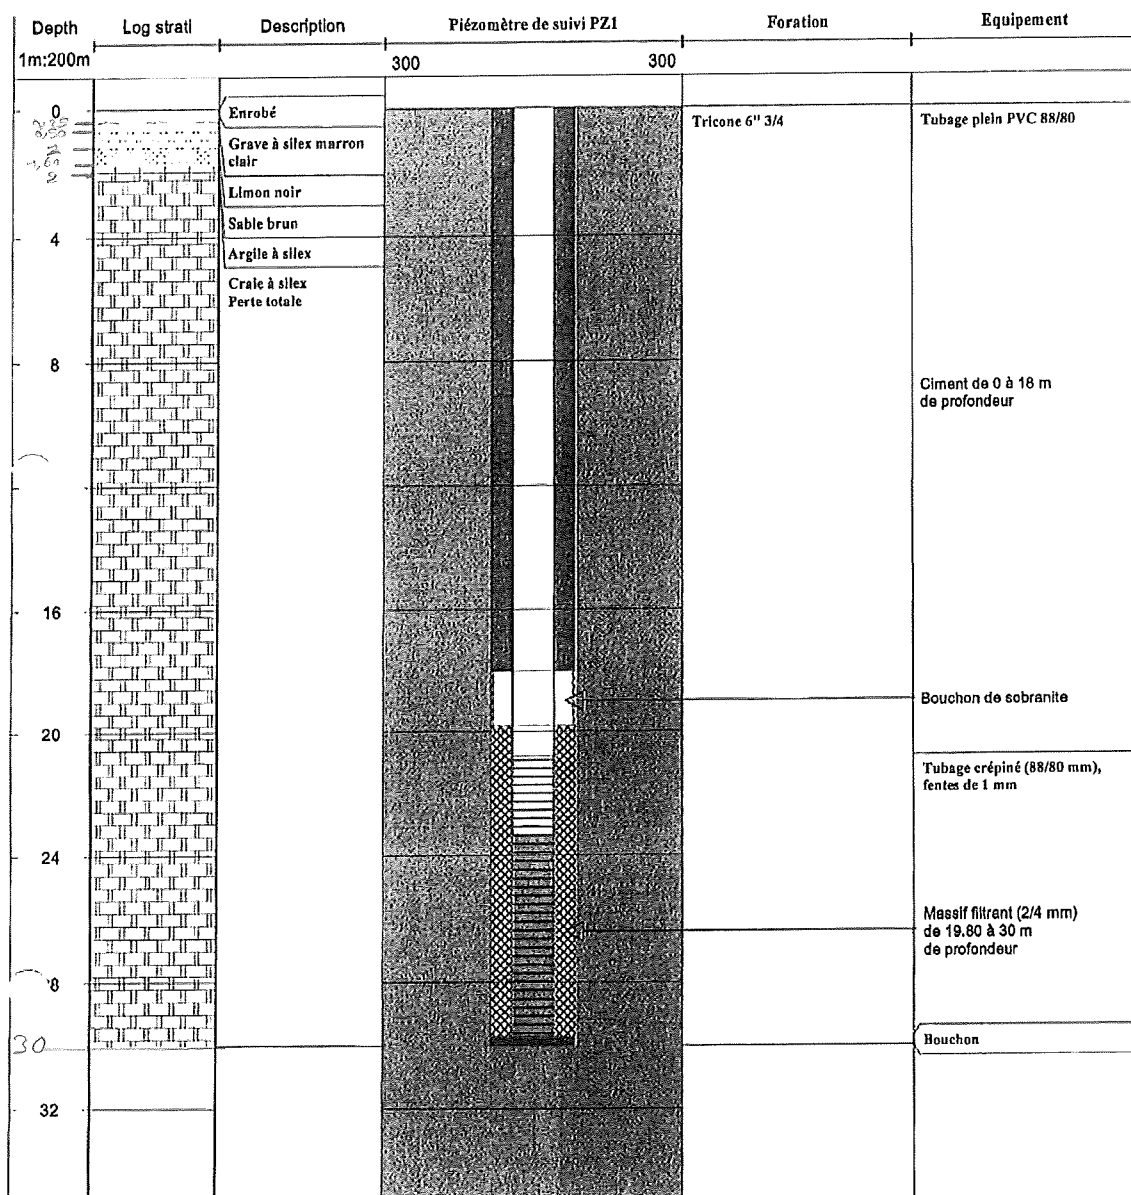 Depth Log strati Description Piézomètre de suivi PZ1 Foration Equipement
1m:200m 300 300
0
Enrobé
Tricone 6" 3/4
Tubage plein PVC 88/80
Grave à silex marron
clair
2
Limon noir
Sable brun
4
Argile à silex
Craie à silex
Perte totale
8
Ciment de 0 à 18 m
de profondeur
16
Bouchon de sobranite
20
Tubage crépiné (88/80 mm),
fentes de 1 mm
24
Massif filtrant (2/4 mm)
de 19.80 à 30 m
de profondeur
8
30
Bouchon
32